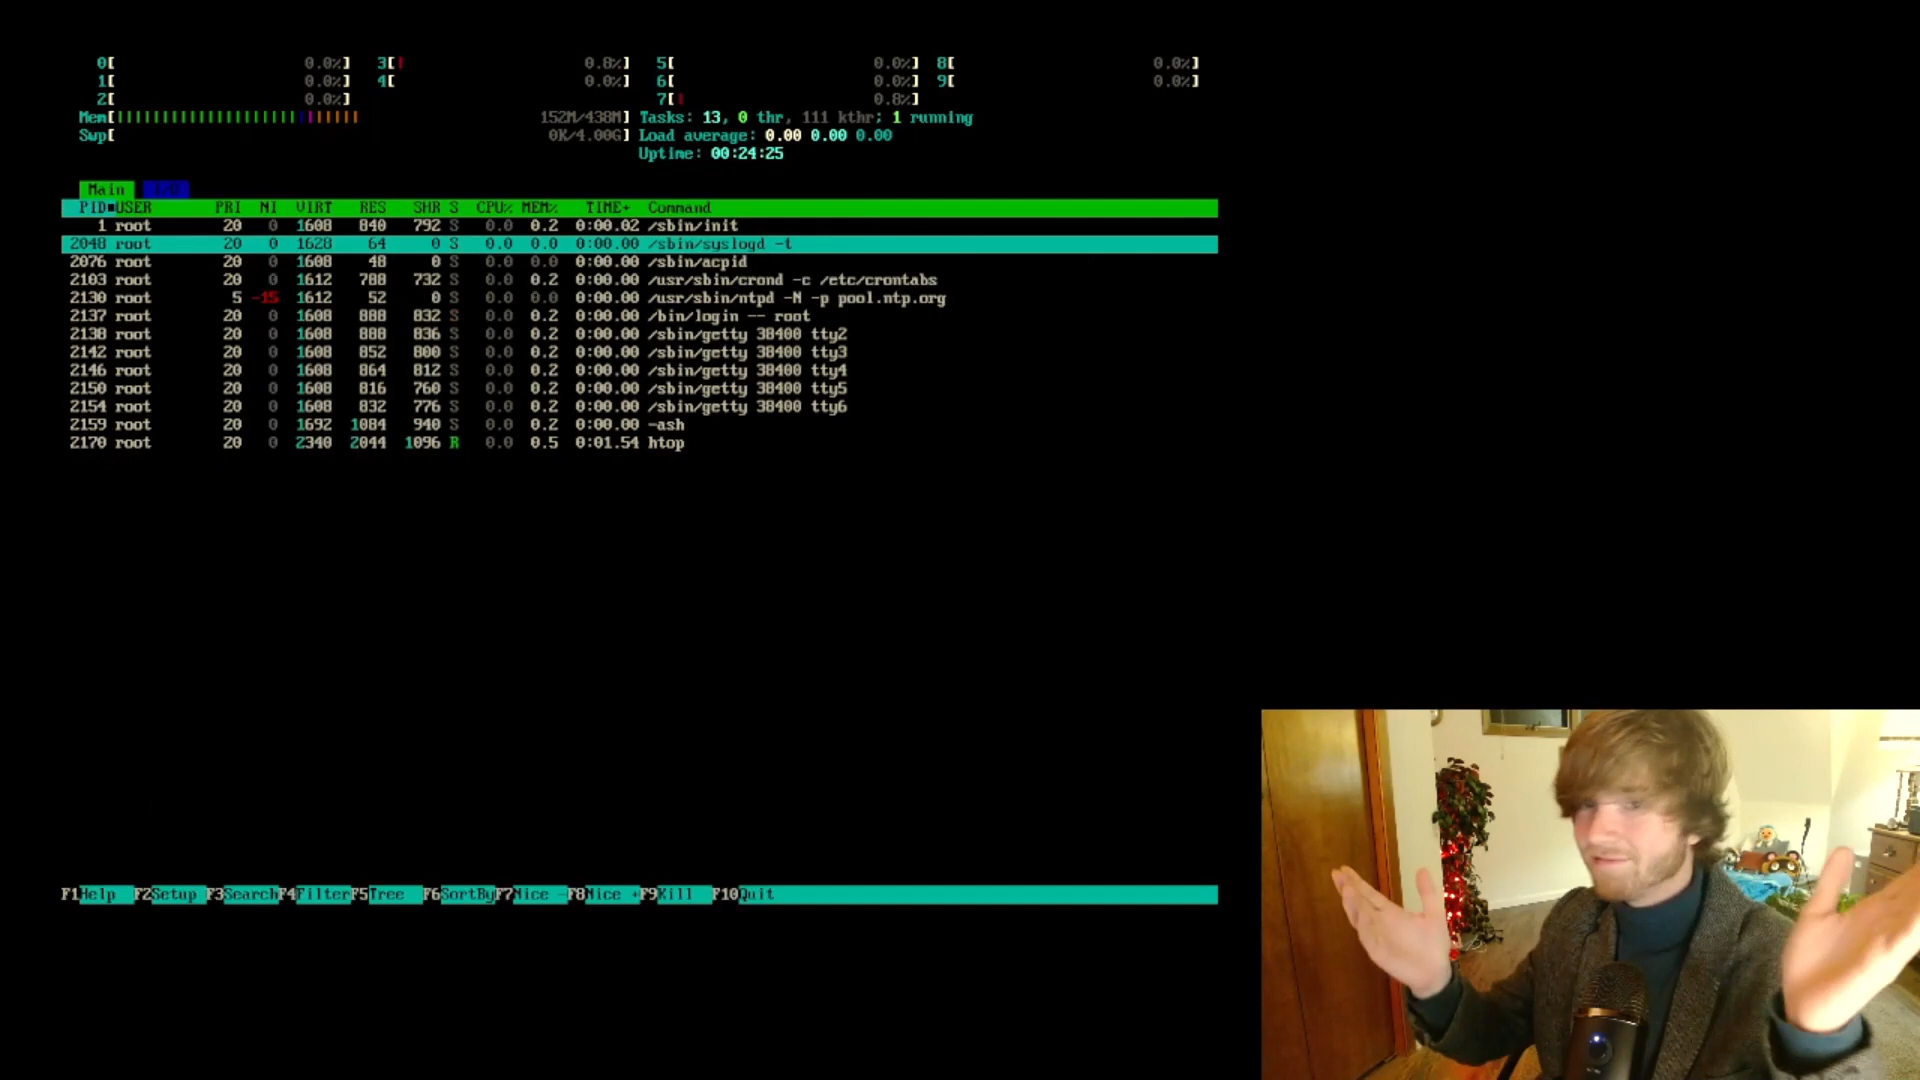 0[ 0.0%] 3[| 0.8%] 5[ 0.0%] 8[ 0.0%]
1[ 0.0%] 4[ 0.0%] 6[ 0.0%] 9[ 0.0%]
2[ 0.0%] 7[| 0.8%]
Mem[||||||||||||||||||||||||||| 152M/438M] Tasks: 13, 0 thr, 111 kthr; 1 running
Swp[ 0K/4.00G] Load average: 0.00 0.00 0.00
Uptime: 00:24:25
Main I/O
PID USER PRI NI VIRT RES SHR S CPU% MEM% TIME+ Command
1 root 20 0 1608 840 792 S 0.0 0.2 0:00.02 /sbin/init
2048 root 20 0 1628 64 0 S 0.0 0.0 0:00.00 /sbin/syslogd -t
2076 root 20 0 1608 48 0 S 0.0 0.0 0:00.00 /sbin/acpid
2103 root 20 0 1612 788 732 S 0.0 0.2 0:00.00 /usr/sbin/crond -c /etc/crontabs
2130 root 5 -15 1612 52 0 S 0.0 0.0 0:00.00 /usr/sbin/ntpd -N -p pool.ntp.org
2137 root 20 0 1608 888 832 S 0.0 0.2 0:00.00 /bin/login -- root
2138 root 20 0 1608 888 836 S 0.0 0.2 0:00.00 /sbin/getty 38400 tty2
2142 root 20 0 1608 852 800 S 0.0 0.2 0:00.00 /sbin/getty 38400 tty3
2146 root 20 0 1608 864 812 S 0.0 0.2 0:00.00 /sbin/getty 38400 tty4
2150 root 20 0 1608 816 760 S 0.0 0.2 0:00.00 /sbin/getty 38400 tty5
2154 root 20 0 1608 832 776 S 0.0 0.2 0:00.00 /sbin/getty 38400 tty6
2159 root 20 0 1692 1084 940 S 0.0 0.2 0:00.00 -ash
2170 root 20 0 2340 2044 1096 R 0.0 0.5 0:01.54 htop
F1Help F2Setup F3SearchF4FilterF5Tree F6SortByF7Nice -F8Nice +F9Kill F10Quit